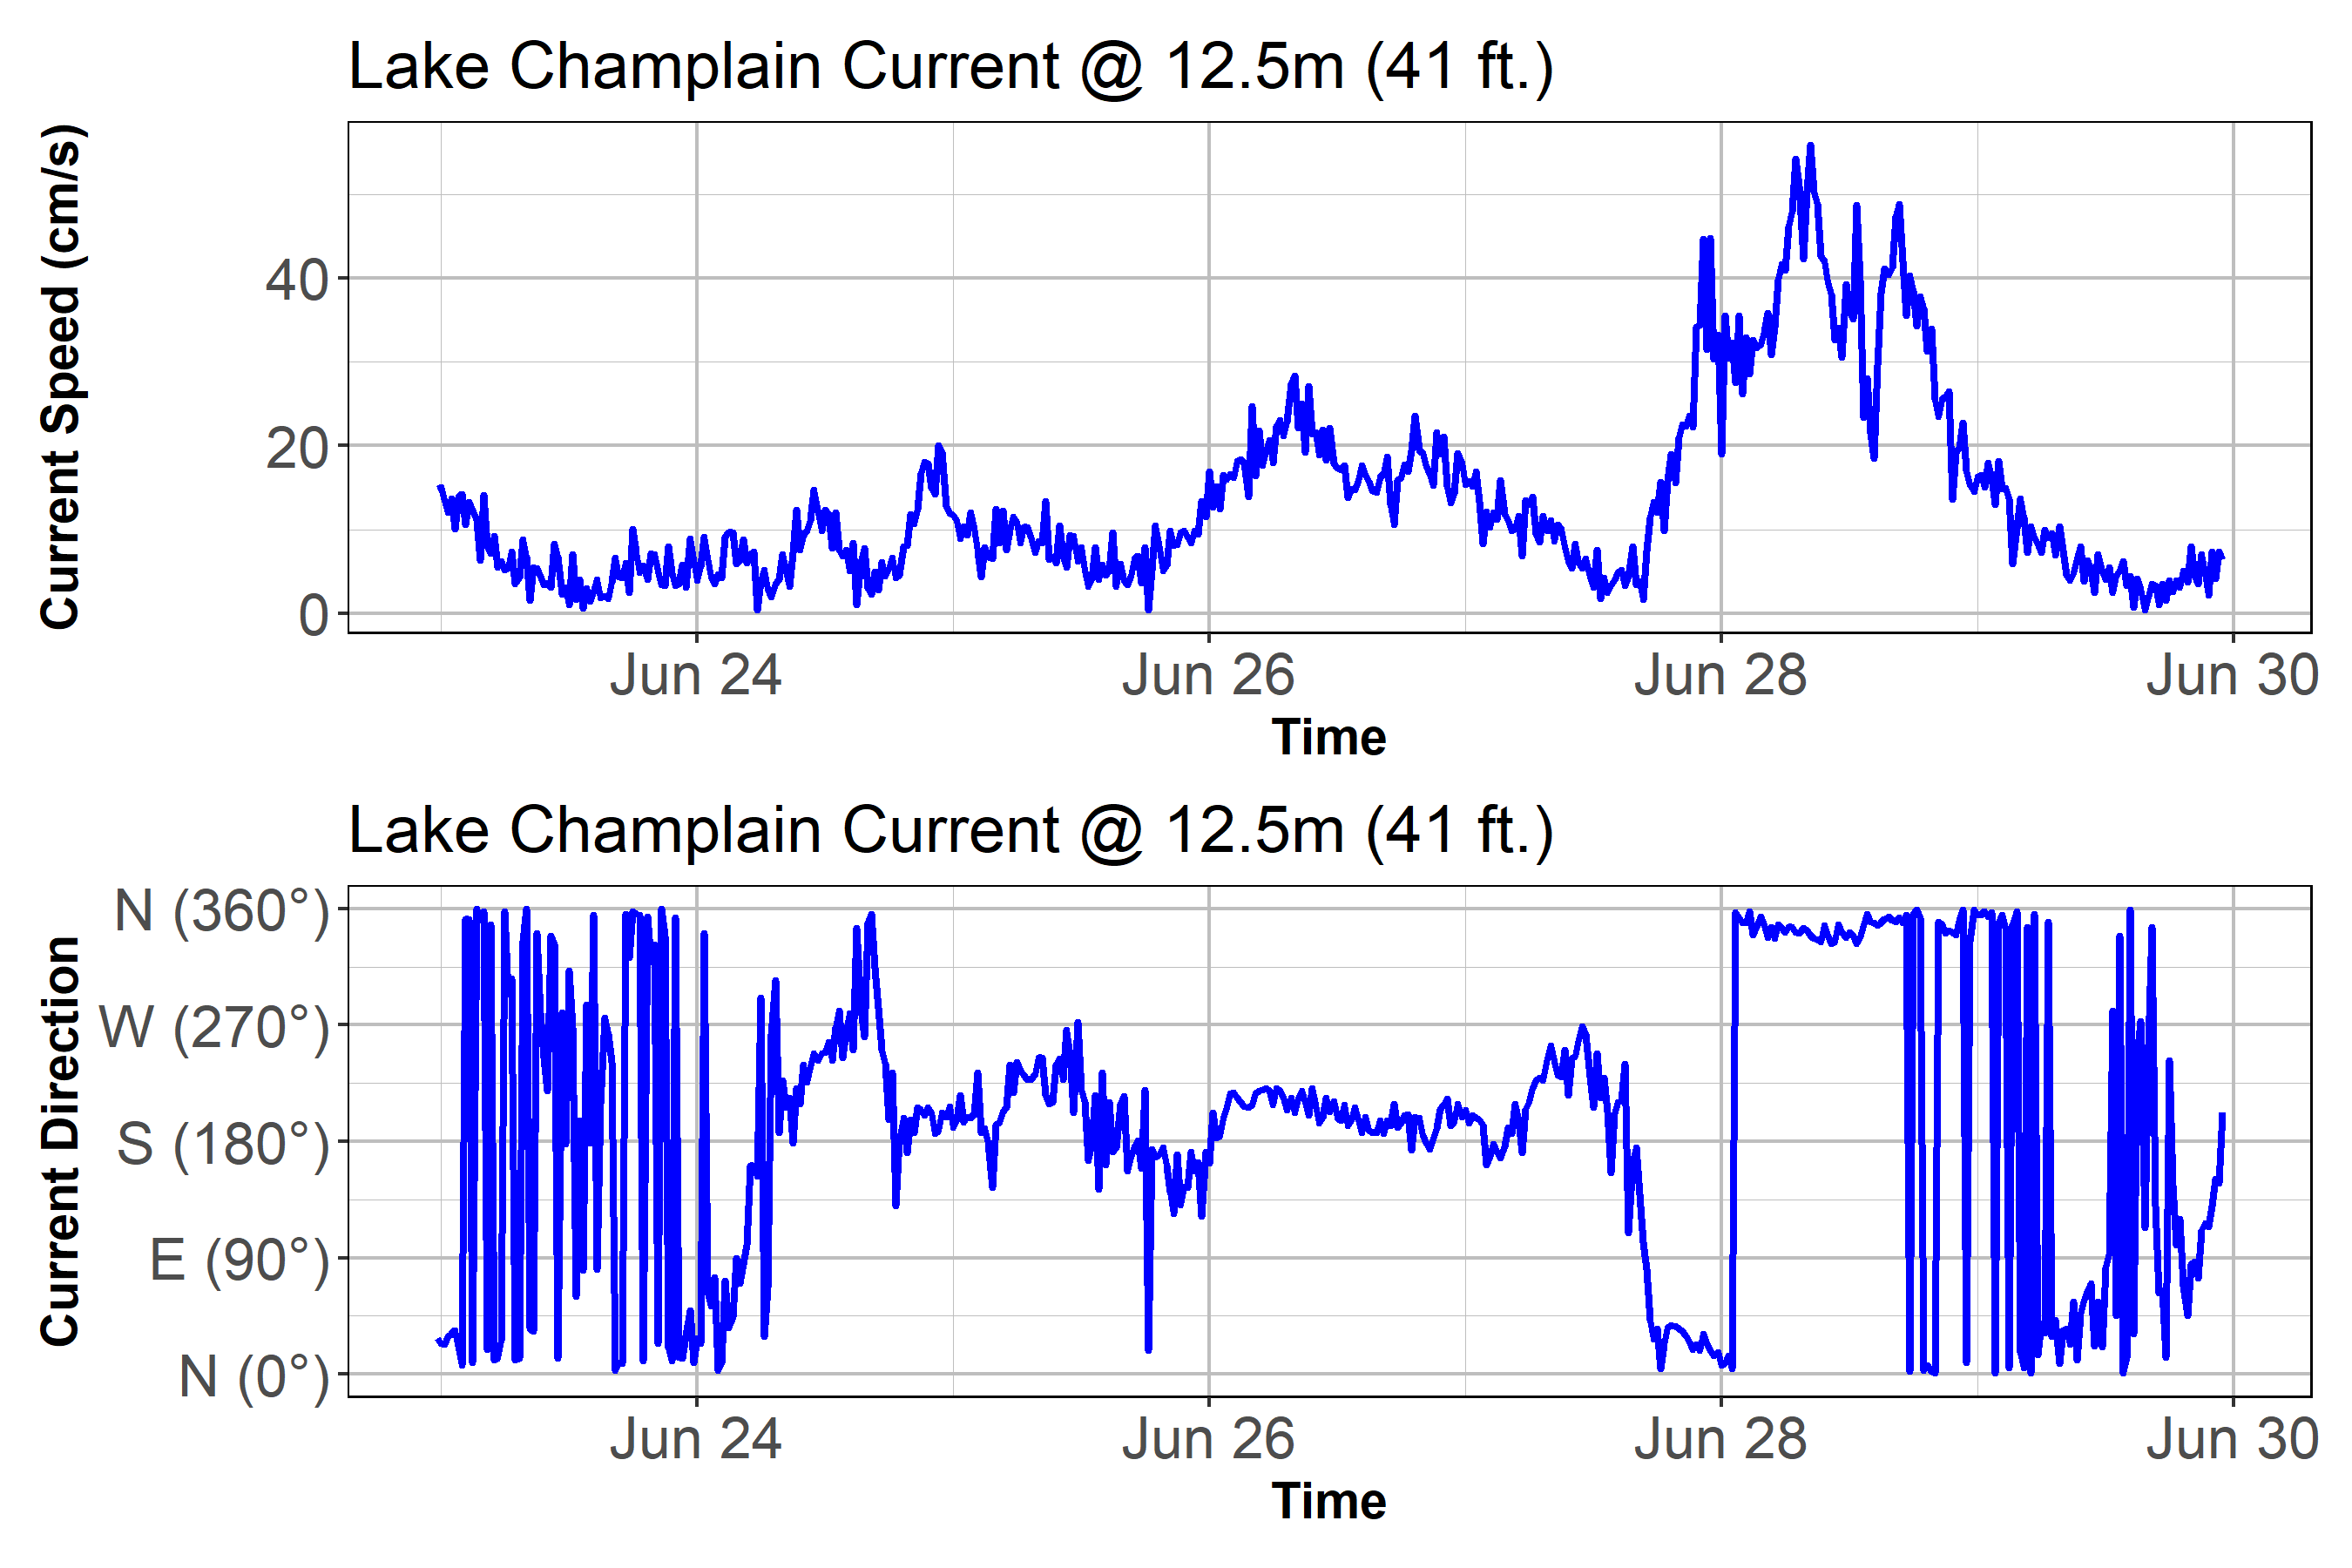 Lake Champlain Current @ 12.5m (41 ft.)
Current Speed (cm/s)
40
20
0
Jun 24 Jun 26 Jun 28 Jun 30
Time
Lake Champlain Current @ 12.5m (41 ft.)
Current Direction
N (360°)
W (270°)
S (180°)
E (90°)
N (0°)
Jun 24 Jun 26 Jun 28 Jun 30
Time